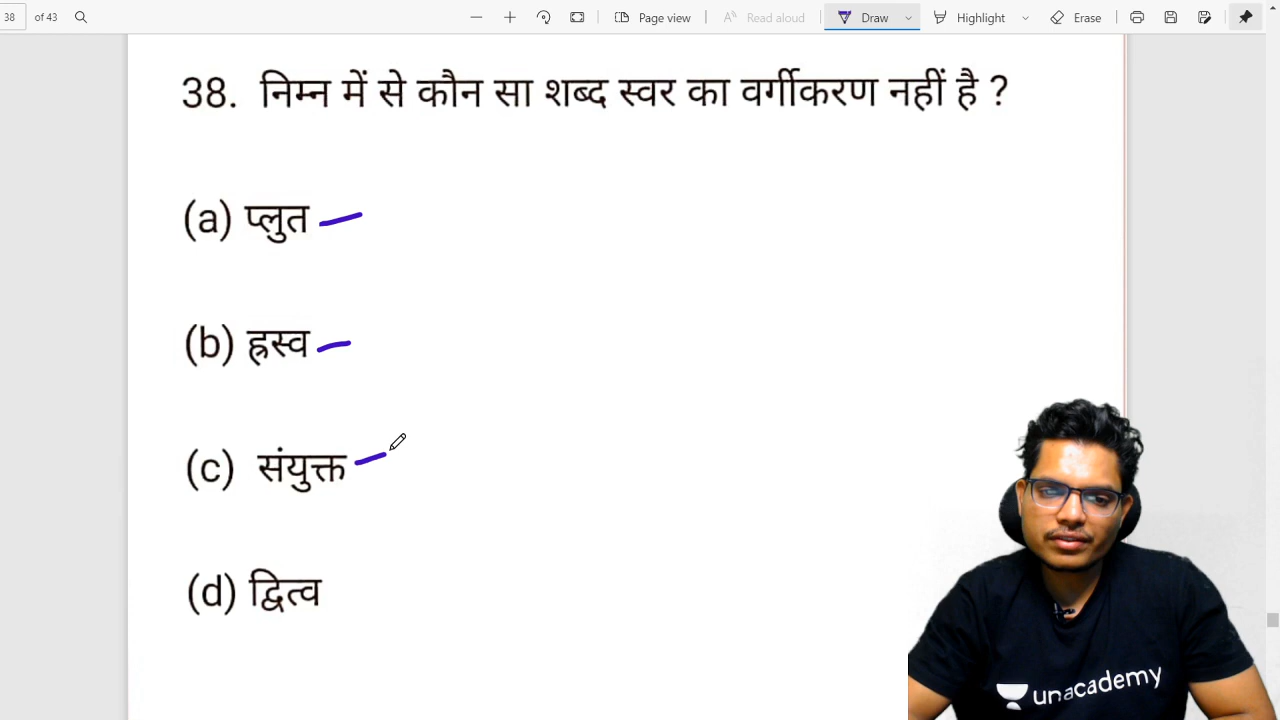 38 of 43 Page view Read aloud Draw Highlight Erase
38. निम्न में से कौन सा शब्द स्वर का वर्गीकरण नहीं है ?
(a) प्लुत
(b) ह्रस्व
(c) संयुक्त
(d) द्वित्व
unacademy